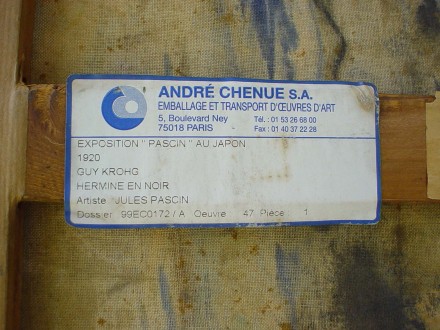 ANDRÉ CHENUE S.A.
EMBALLAGE ET TRANSPORT D'ŒUVRES D'ART
5, Boulevard Ney Tél. : 01 53 26 68 00
75018 PARIS Fax : 01 40 37 22 28
EXPOSITION " PASCIN " AU JAPON
1920
GUY KROHG
HERMINE EN NOIR
Artiste : JULES PASCIN
Dossier 99EC0172 / A Oeuvre : 47 Pièce : 1